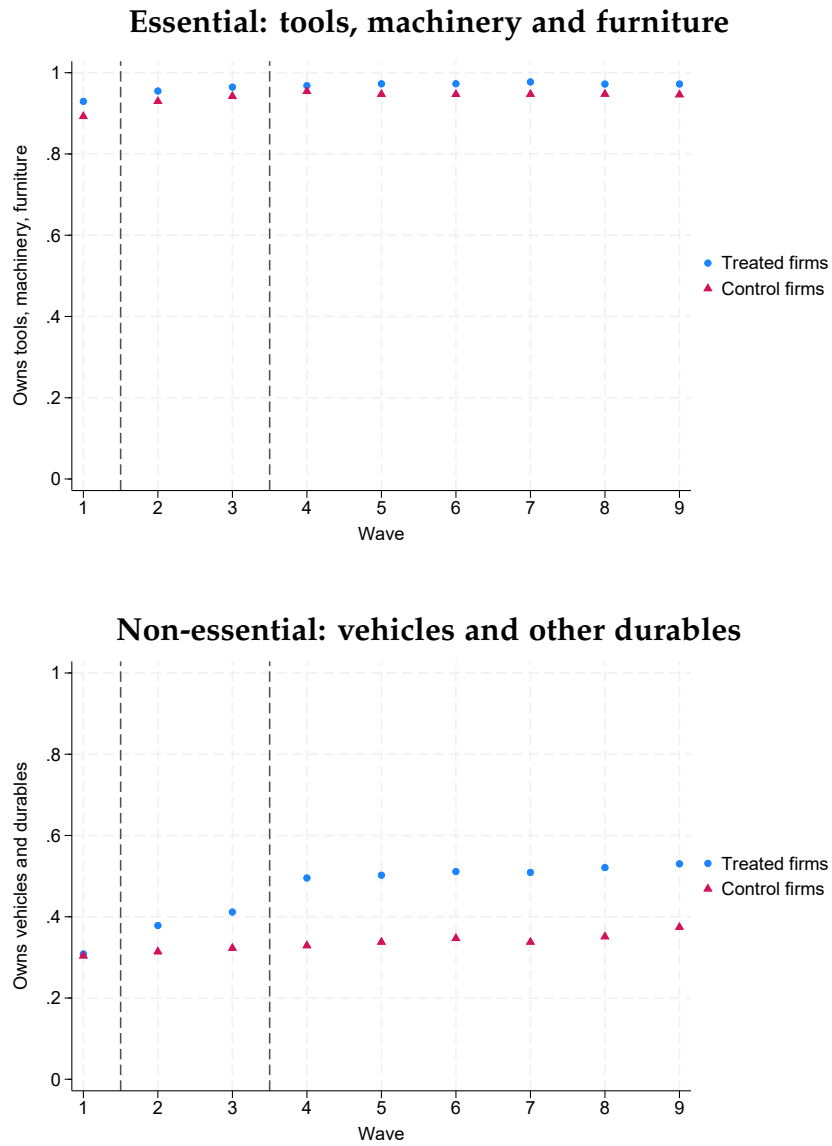 Essential: tools, machinery and furniture
Owns tools, machinery, furniture
1
.8
.6
.4
.2
0
1 2 3 4 5 6 7 8 9
Wave
Treated firms
Control firms
Non-essential: vehicles and other durables
Owns vehicles and durables
1
.8
.6
.4
.2
0
1 2 3 4 5 6 7 8 9
Wave
Treated firms
Control firms